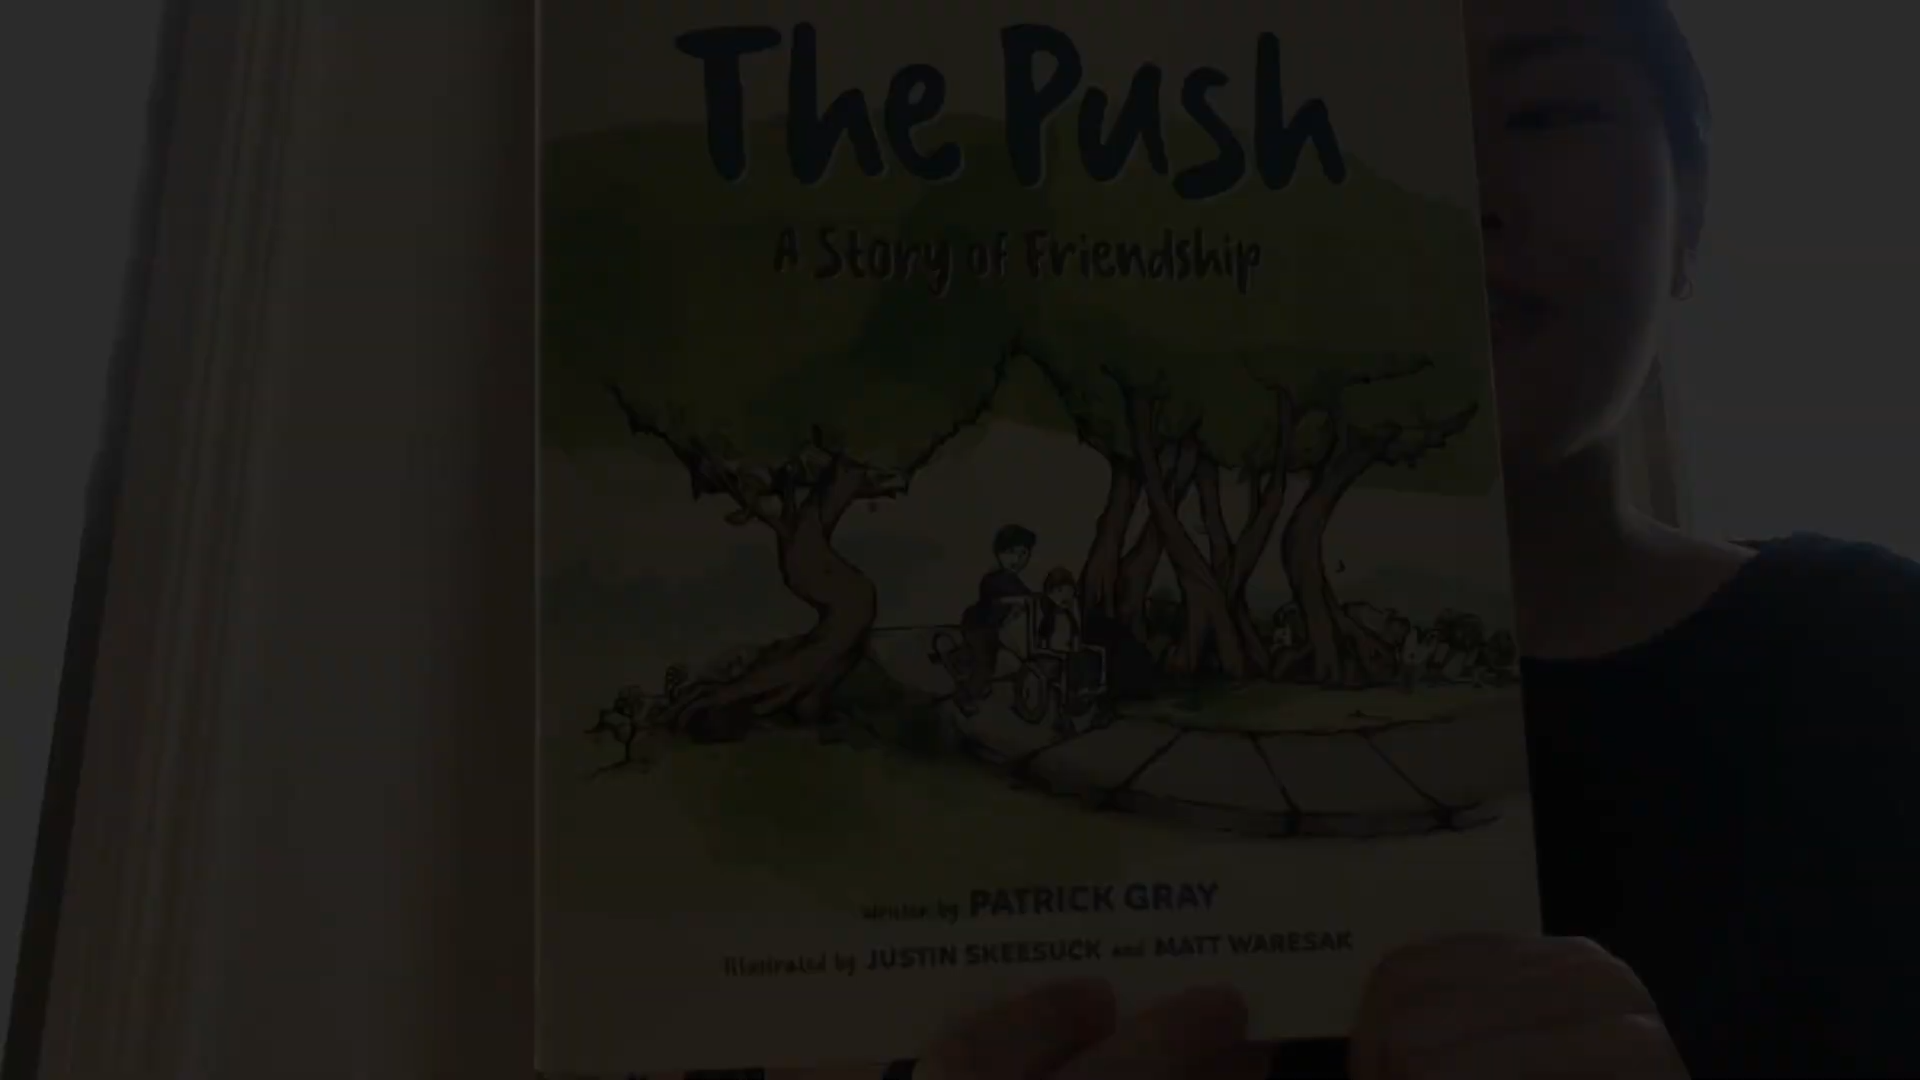 The Push
A Story of Friendship
written by PATRICK GRAY
illustrated by JUSTIN SKEESUCK and MATT WARESAK